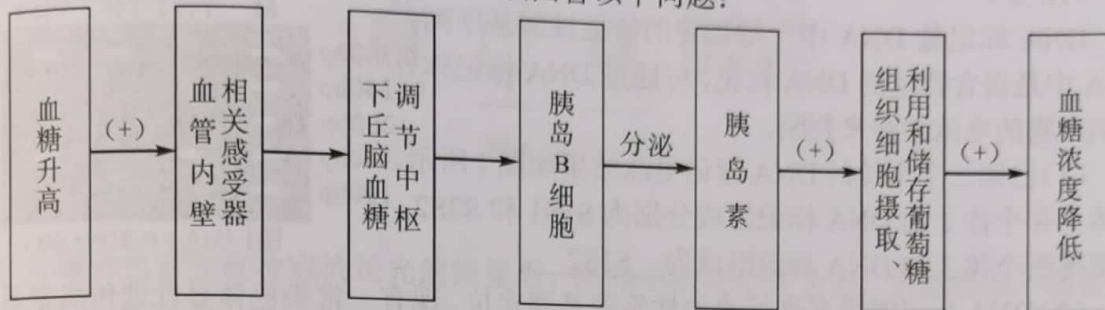 血糖升高
(+)
血管内壁
相关感受器
下丘脑血糖
调节中枢
胰岛B细胞
分泌
胰岛素
(+)
组织细胞摄取、
利用和储存葡萄糖
(+)
血糖浓度降低